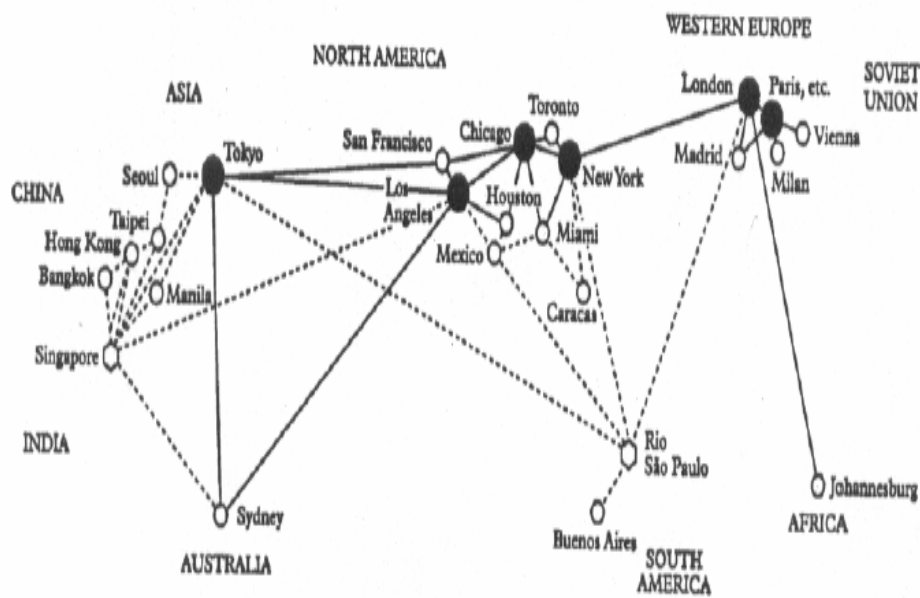 WESTERN EUROPE
NORTH AMERICA
SOVIET
UNION
ASIA
London
Paris, etc.
Toronto
Chicago
San Francisco
Vienna
Madrid
Milan
Tokyo
New York
Seoul
Los
Angeles
Houston
CHINA
Taipei
Hong Kong
Miami
Mexico
Bangkok
Manila
Caracas
Singapore
INDIA
Rio
São Paulo
Johannesburg
Sydney
AFRICA
Buenos Aires
AUSTRALIA
SOUTH
AMERICA